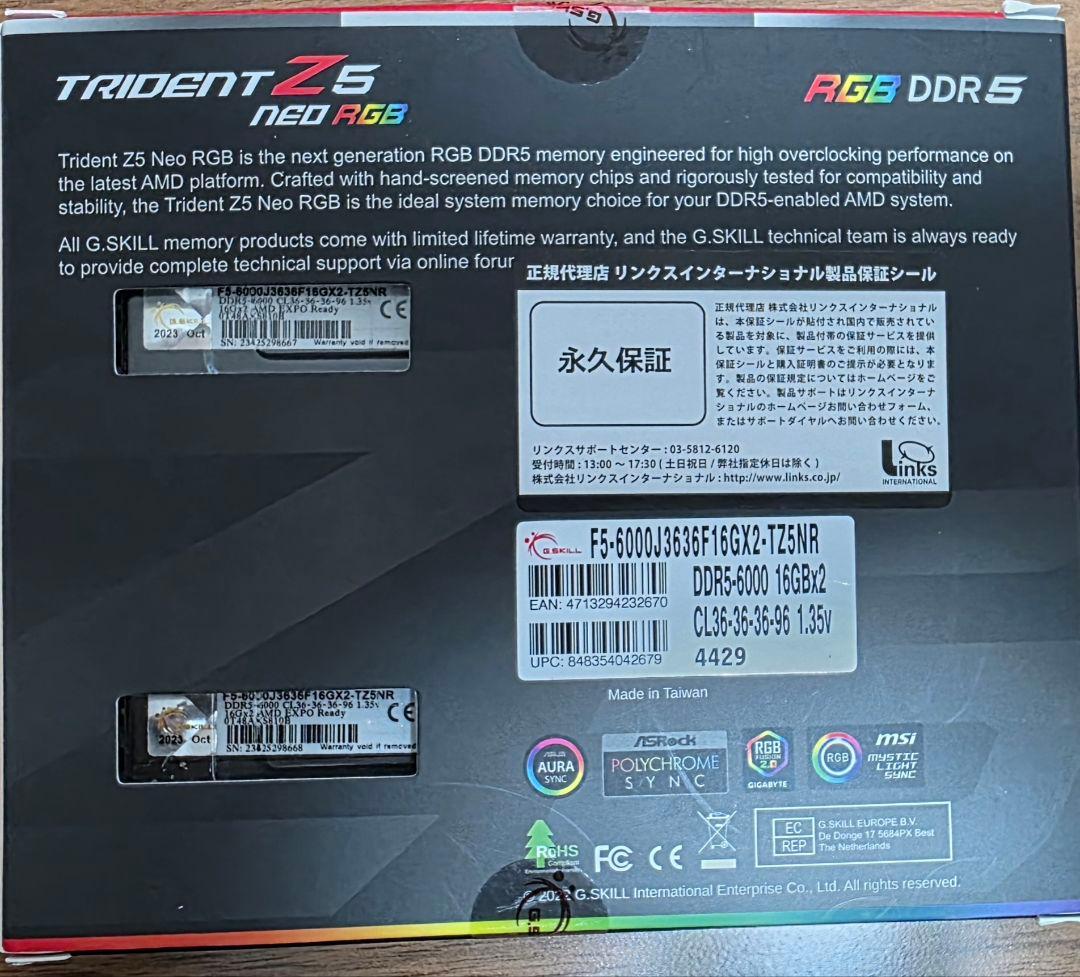 TRIDENT Z5
NEO RGB
RGB DDR5
Trident Z5 Neo RGB is the next generation RGB DDR5 memory engineered for high overclocking performance on
the latest AMD platform. Crafted with hand-screened memory chips and rigorously tested for compatibility and
stability, the Trident Z5 Neo RGB is the ideal system memory choice for your DDR5-enabled AMD system.
All G.SKILL memory products come with limited lifetime warranty, and the G.SKILL technical team is always ready
to provide complete technical support via online forur
正規代理店 リンクスインターナショナル製品保証シール
永久保証
正規代理店 株式会社リンクスインターナショナル
は、本保証シールが貼付され国内で販売されてい
る製品を対象に、製品付帯の保証サービスを提供
しています。保証サービスをご利用の際には、本
保証シールと購入証明書のご提示が必要となりま
す。製品の保証規定についてはホームページをご
覧ください。製品サポートはリンクスインターナ
ショナルのホームページお問い合わせフォーム、
またはサポートダイヤルへお問い合わせください。
リンクスサポートセンター : 03-5812-6120
受付時間 : 13:00 ～ 17:30 ( 土日祝日 / 弊社指定休日は除く )
株式会社リンクスインターナショナル : http://www.links.co.jp/
Links
INTERNATIONAL
F5-6000J3636F16GX2-TZ5NR
DDR5-6000 CL36-36-36-96 1.35v
16Gx2 AMD EXPO Ready
SN: 23425298667 Warranty void if removed
G.SKILL
2023 Oct
CE
G.SKILL F5-6000J3636F16GX2-TZ5NR
DDR5-6000 16GBx2
CL36-36-36-96 1.35v
4429
EAN: 4713294232670
UPC: 848354042679
Made in Taiwan
F5-6000J3636F16GX2-TZ5NR
DDR5-6000 CL36-36-36-96 1.35v
16Gx2 AMD EXPO Ready
SN: 23425298668 Warranty void if removed
2023 Oct
CE
AURA
SYNC
ASRock
POLYCHROME
SYNC
RGB
FUSION
2.0
GIGABYTE
RGB
msi
MYSTIC
LIGHT
SYNC
RoHS
Compliant
FC CE
EC REP
G.SKILL EUROPE B.V.
De Donge 17 5684PX Best
The Netherlands
© 2022 G.SKILL International Enterprise Co., Ltd. All rights reserved.